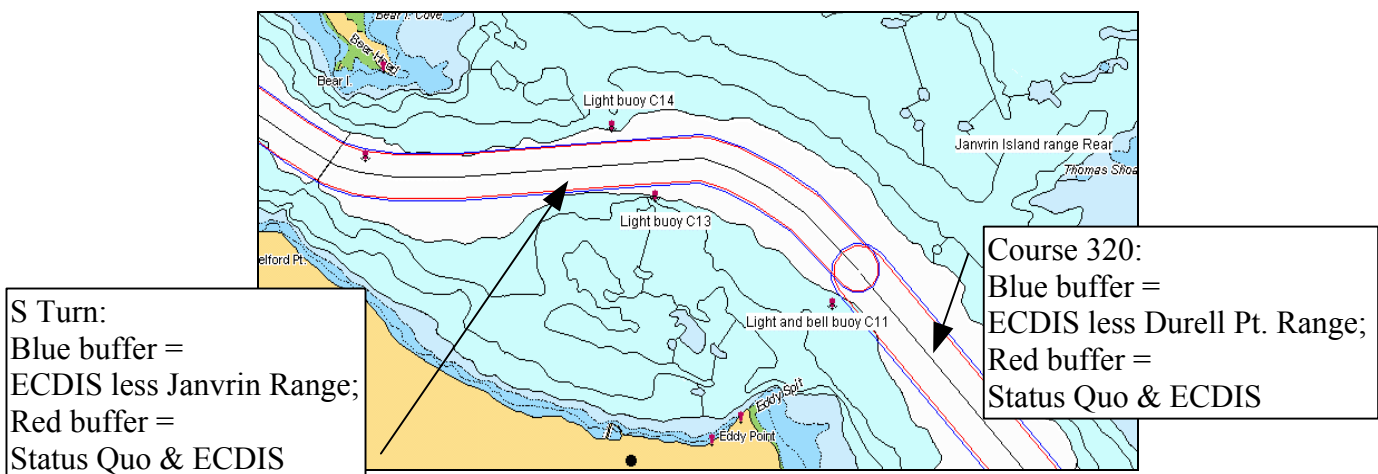 Bear I. Cove
Bear Head
Bear I.
Light buoy C14
Janvrin Island range Rear
Thomas Shoa
Light buoy C13
elford Pt.
Light and bell buoy C11
Eddy Spit
Eddy Point
S Turn:
Blue buffer =
ECDIS less Janvrin Range;
Red buffer =
Status Quo & ECDIS
Course 320:
Blue buffer =
ECDIS less Durell Pt. Range;
Red buffer =
Status Quo & ECDIS